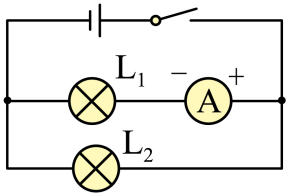 L₁ − +
A
L₂